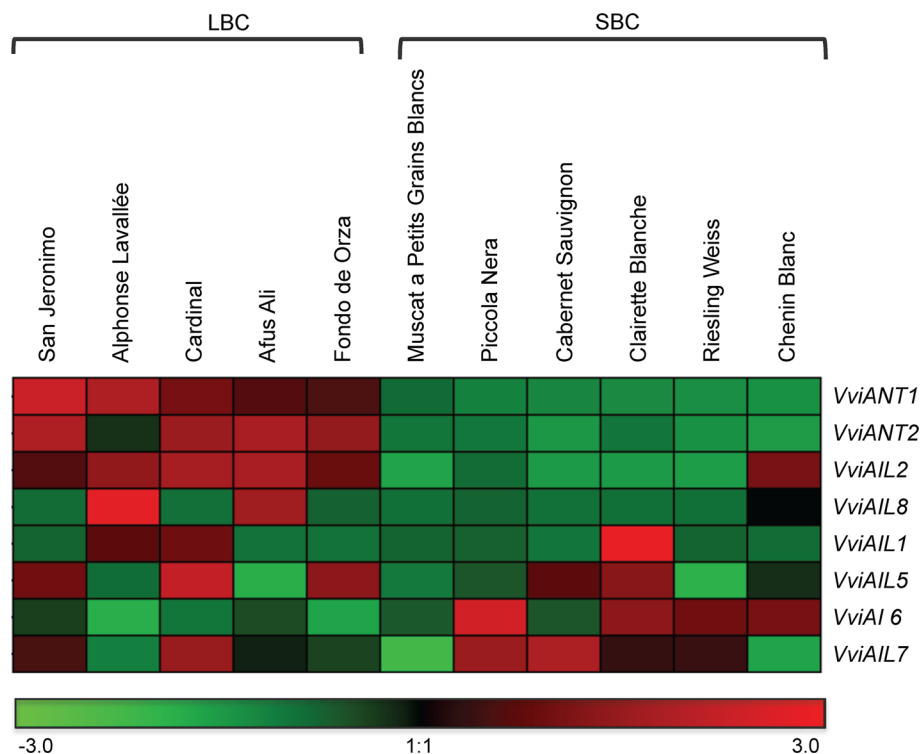 LBC
SBC
San Jeronimo
Alphonse Lavallée
Cardinal
Afus Ali
Fondo de Orza
Muscat a Petits Grains Blancs
Piccola Nera
Cabernet Sauvignon
Clairette Blanche
Riesling Weiss
Chenin Blanc
VviANT1
VviANT2
VviAIL2
VviAIL8
VviAIL1
VviAIL5
VviAI 6
VviAIL7
-3.0
1:1
3.0